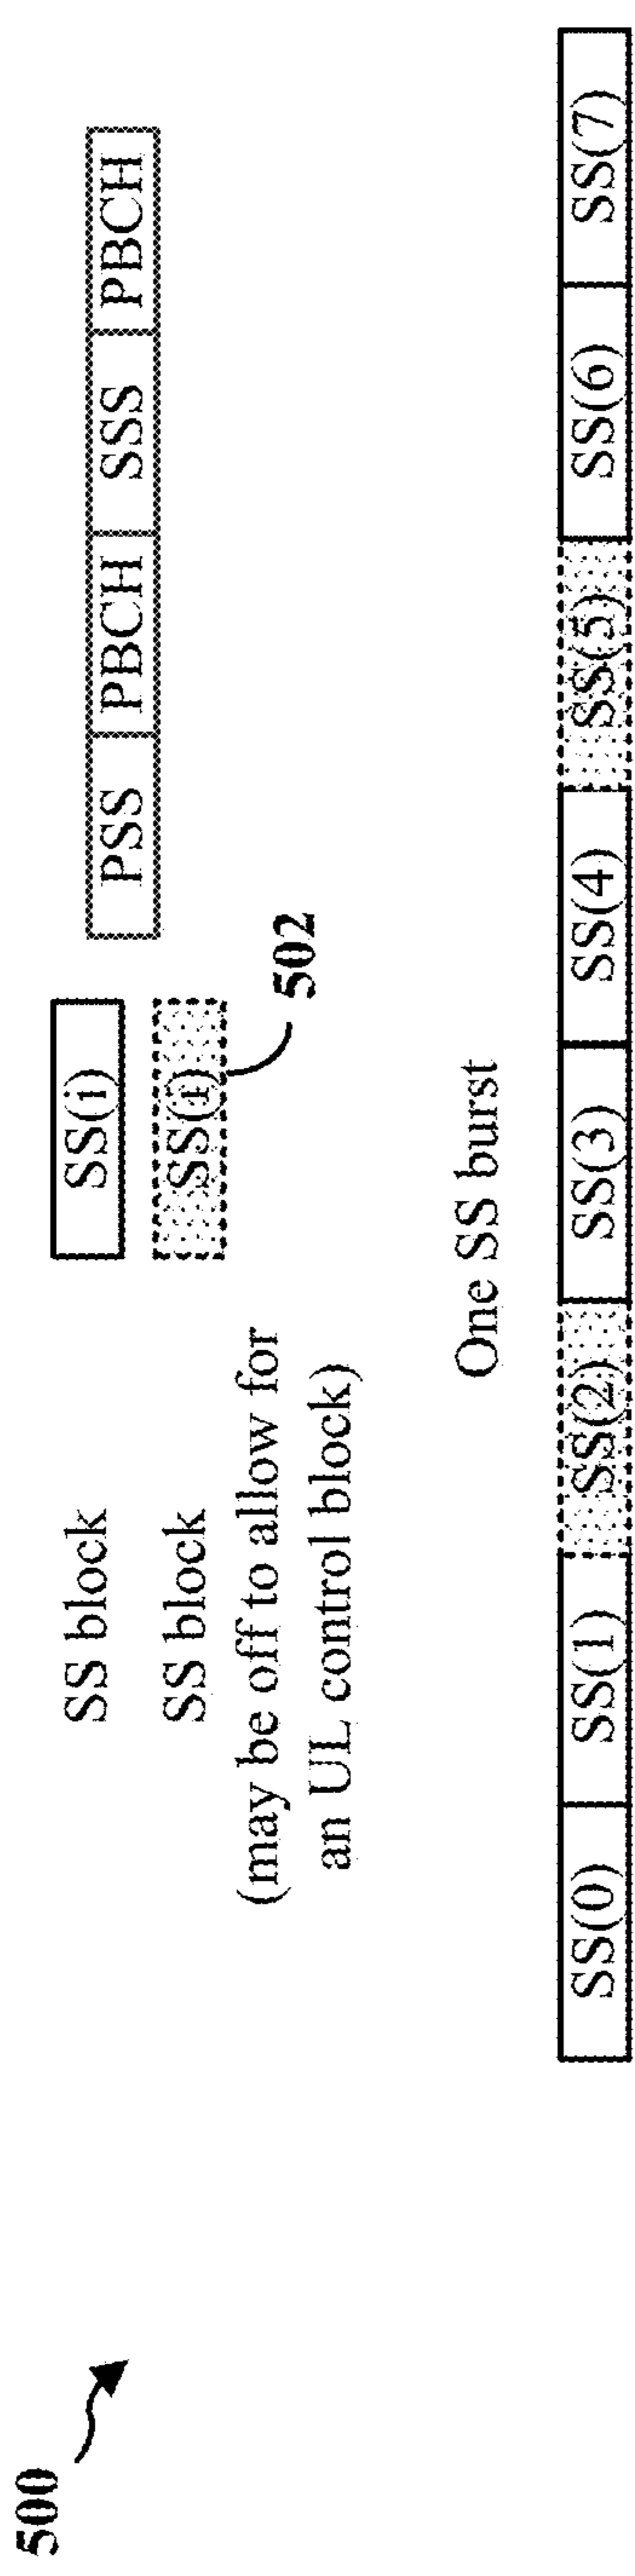 500
SS block
SS(i)
PSS PBCH SSS PBCH
SS block
SS(i)
(may be off to allow for
an UL control block)
502
One SS burst
SS(0) SS(1) SS(2) SS(3) SS(4) SS(5) SS(6) SS(7)